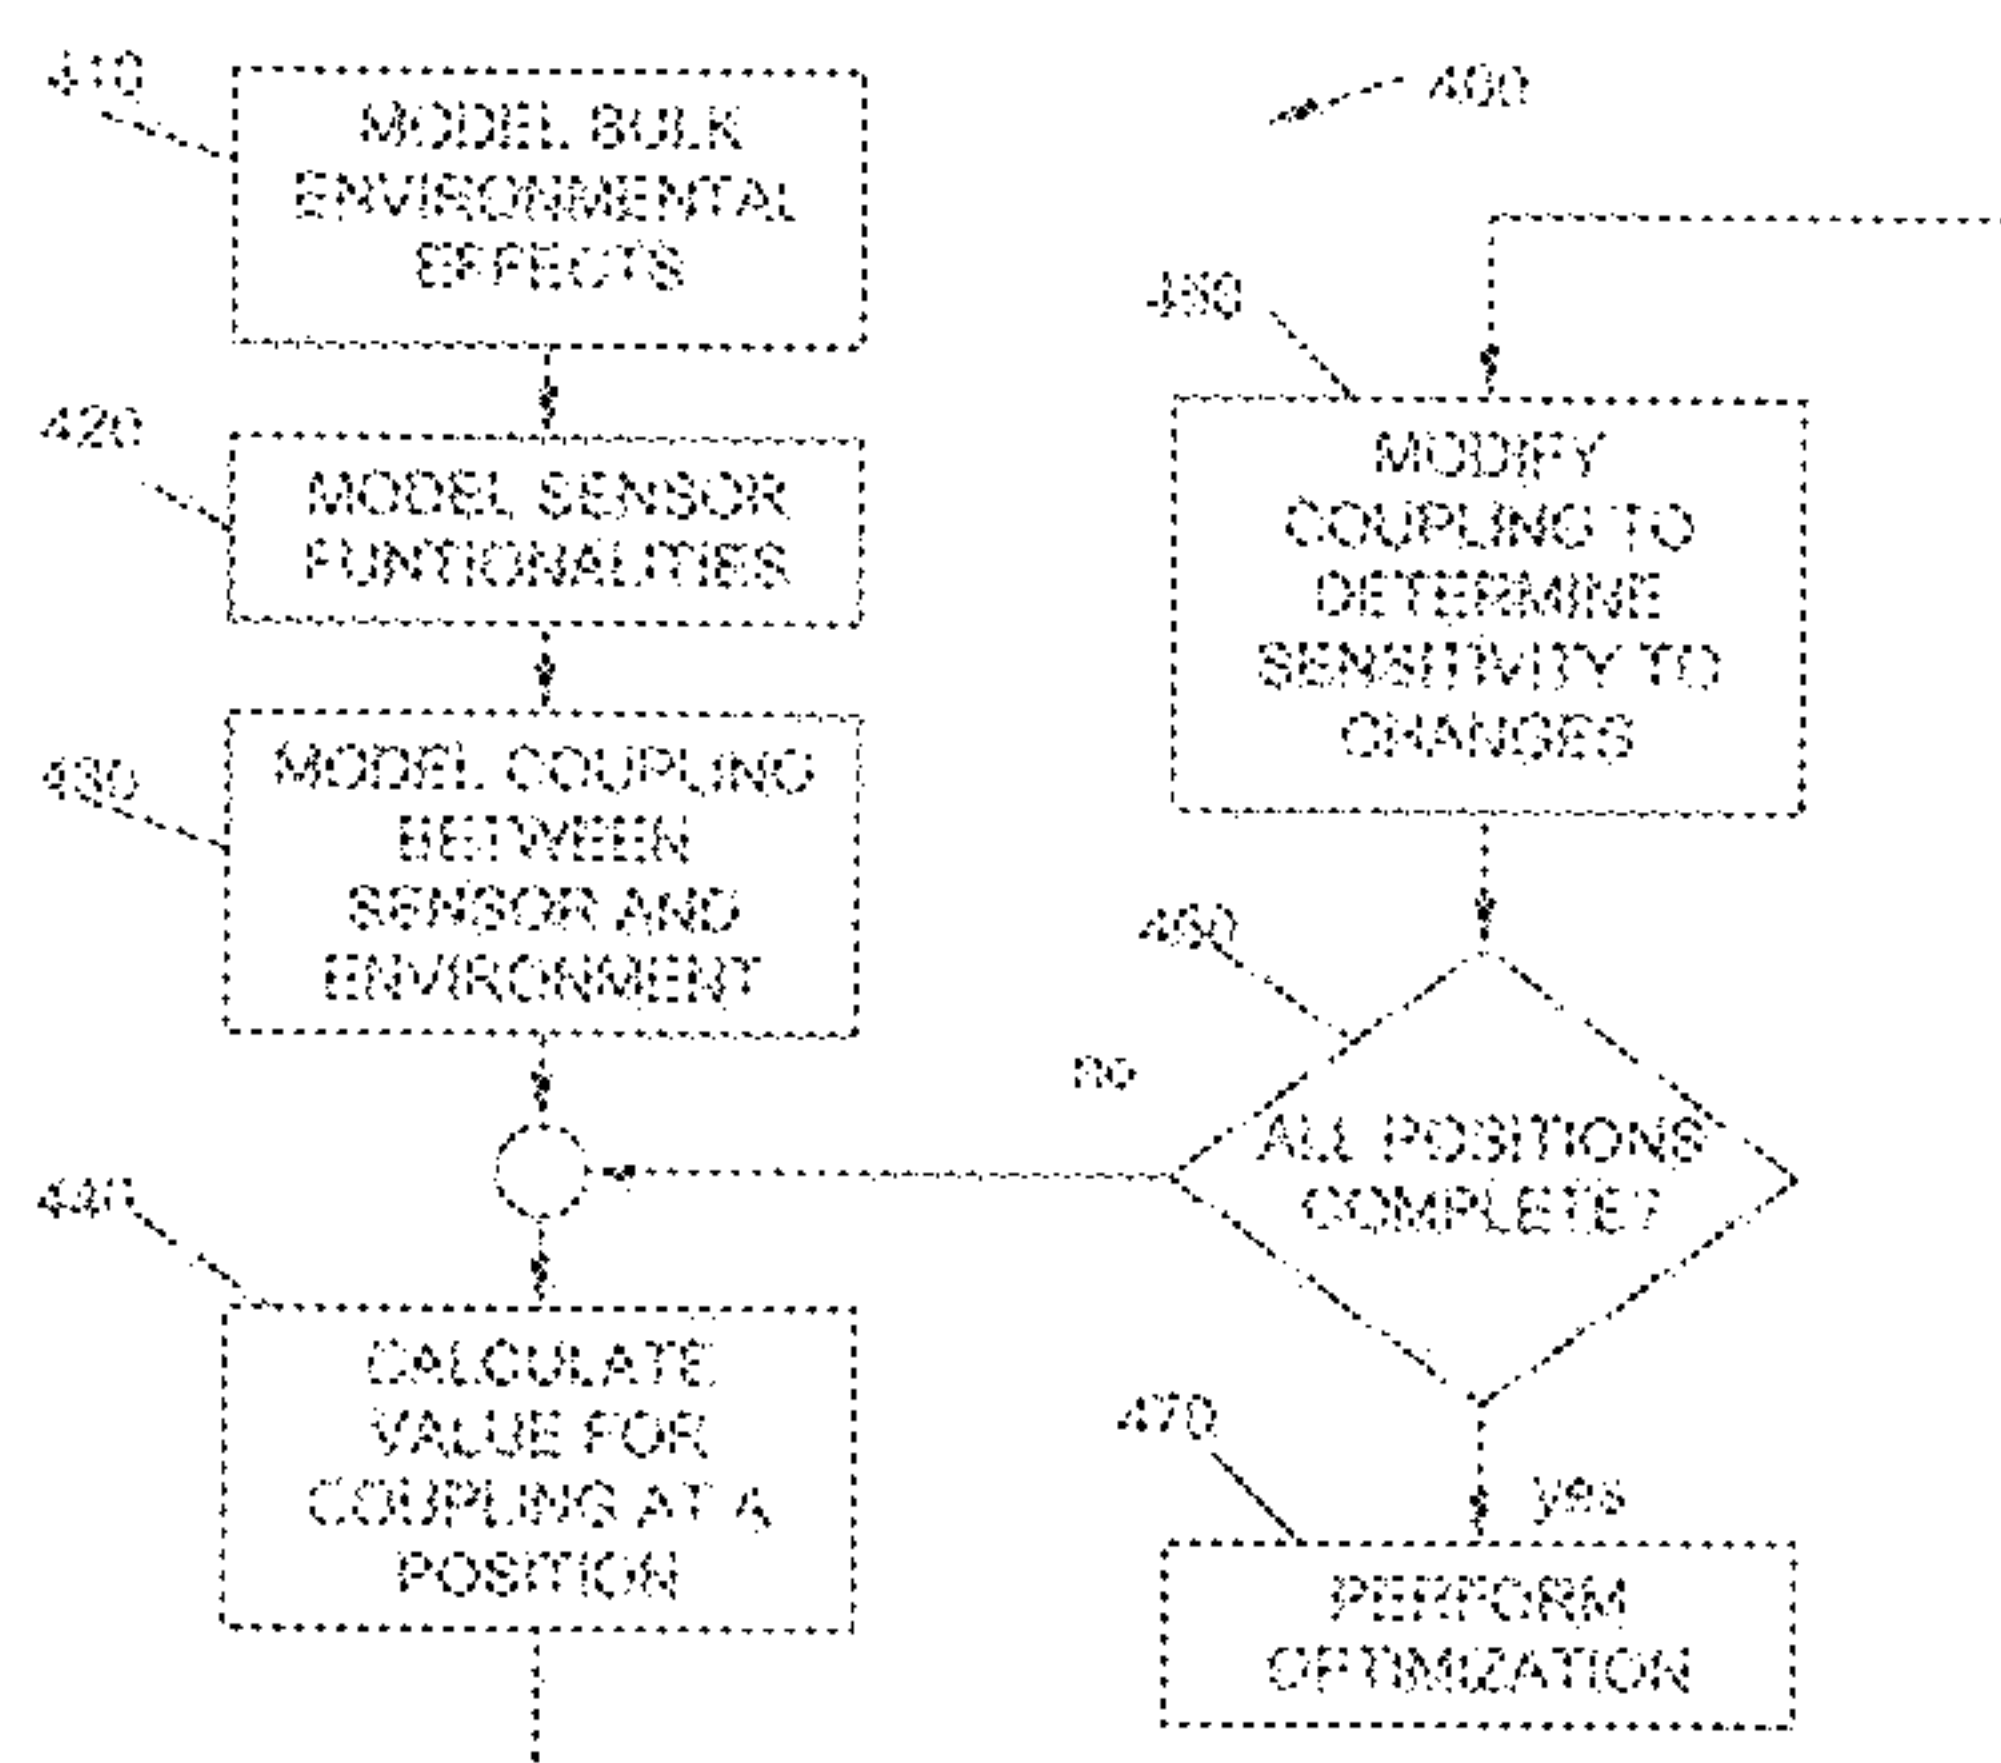 410
MODEL BULK
ENVIRONMENTAL
EFFECTS
420
MODEL SENSOR
FUNTIONALITIES
430
MODEL COUPLING
BETWEEN
SENSOR AND
ENVIRONMENT
440
CALCULATE
VALUE FOR
COUPLING AT A
POSITION
400
MODIFY
COUPLING TO
DETERMINE
SENSITIVITY TO
CHANGES
460
no
ALL POSITIONS
COMPLETE?
470
yes
PERFORM
OPTIMIZATION